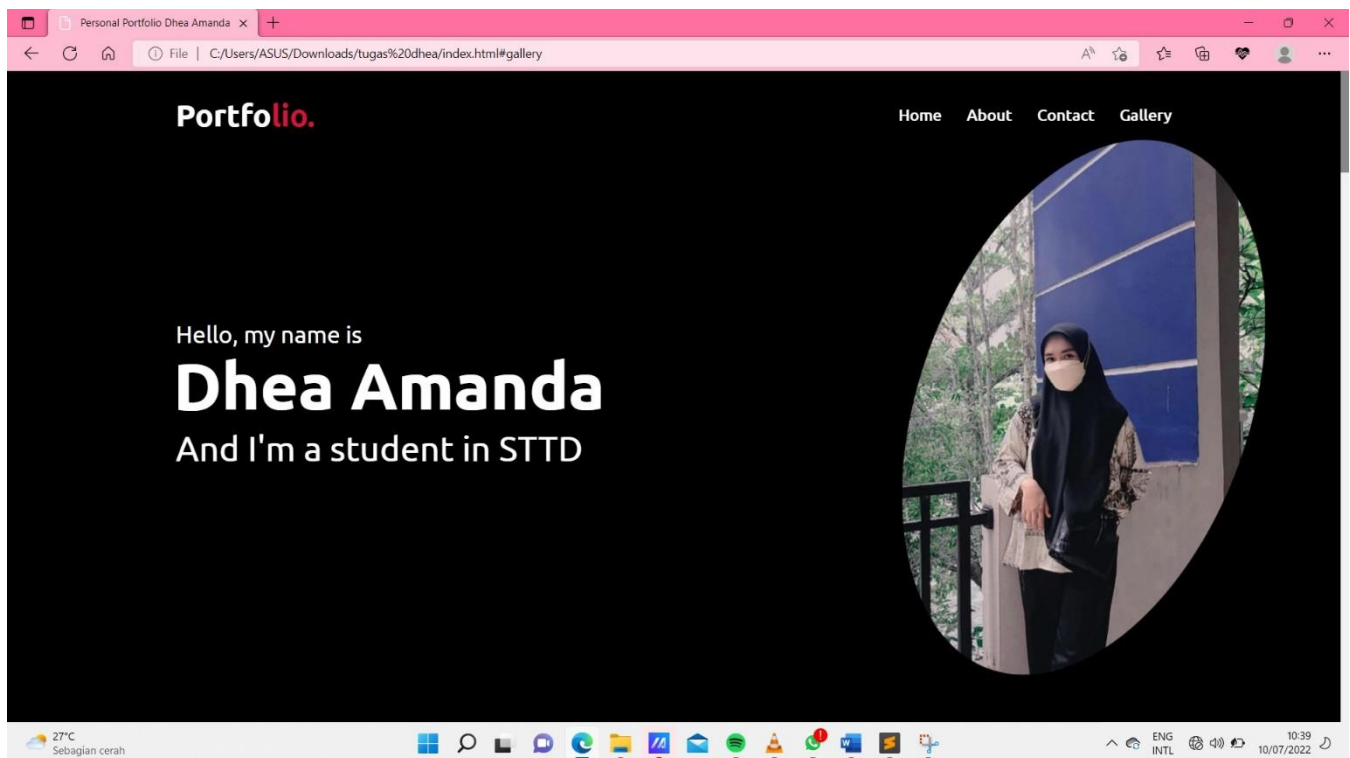 Personal Portfolio Dhea Amanda
File | C:/Users/ASUS/Downloads/tugas%20dhea/index.html#gallery
Portfolio.
Home About Contact Gallery
Hello, my name is
Dhea Amanda
And I'm a student in STTD
27°C
Sebagian cerah
ENG
INTL
10:39
10/07/2022